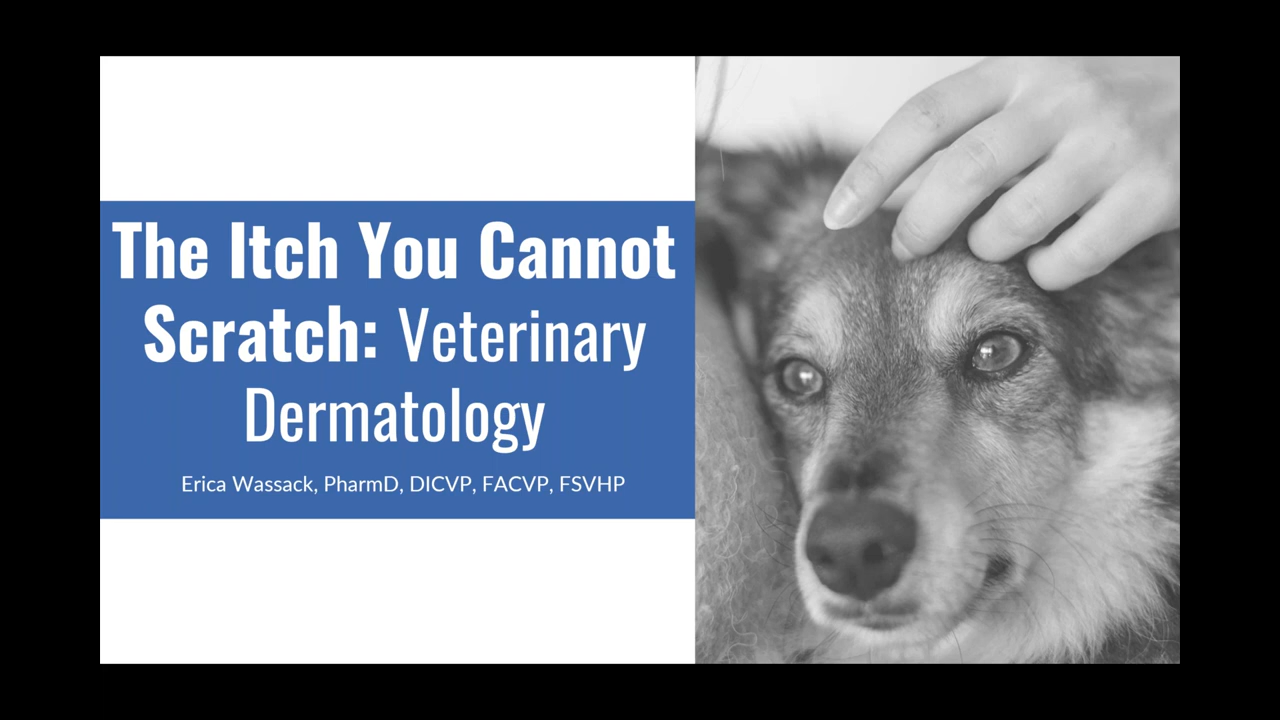 The Itch You Cannot
Scratch: Veterinary
Dermatology
Erica Wassack, PharmD, DICVP, FACVP, FSVHP